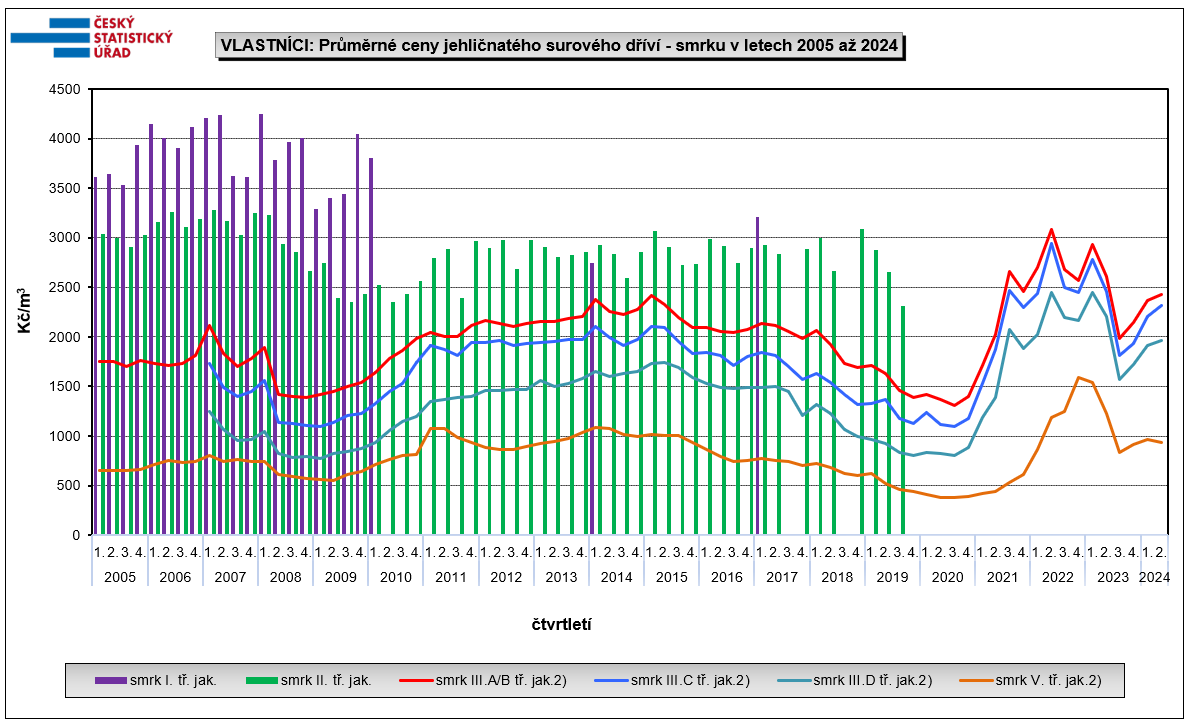 ČESKÝ
STATISTICKÝ
ÚŘAD
VLASTNÍCI: Průměrné ceny jehličnatého surového dříví - smrku v letech 2005 až 2024
4500
4000
3500
3000
2500
2000
1500
1000
500
0
Kč/m³
1. 2. 3. 4. 1. 2. 3. 4. 1. 2. 3. 4. 1. 2. 3. 4. 1. 2. 3. 4. 1. 2. 3. 4. 1. 2. 3. 4. 1. 2. 3. 4. 1. 2. 3. 4. 1. 2. 3. 4. 1. 2. 3. 4. 1. 2. 3. 4. 1. 2. 3. 4. 1. 2. 3. 4. 1. 2. 3. 4. 1. 2. 3. 4. 1. 2. 3. 4. 1. 2. 3. 4. 1. 2. 3. 4. 1. 2.
2005 2006 2007 2008 2009 2010 2011 2012 2013 2014 2015 2016 2017 2018 2019 2020 2021 2022 2023 2024
čtvrtletí
smrk I. tř. jak. smrk II. tř. jak. smrk III.A/B tř. jak.2) smrk III.C tř. jak.2) smrk III.D tř. jak.2) smrk V. tř. jak.2)